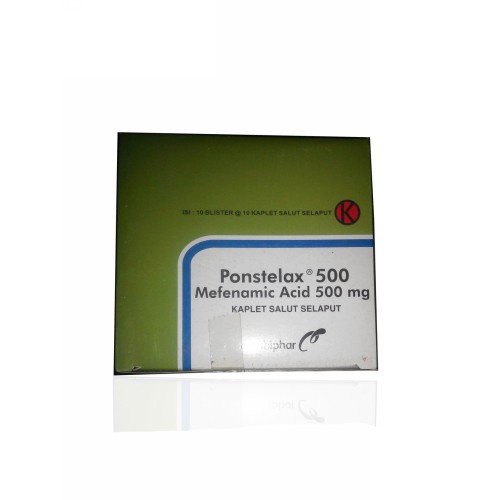 ISI : 10 BLISTER @ 10 KAPLET SALUT SELAPUT
K
Ponstelax® 500
Mefenamic Acid 500 mg
KAPLET SALUT SELAPUT